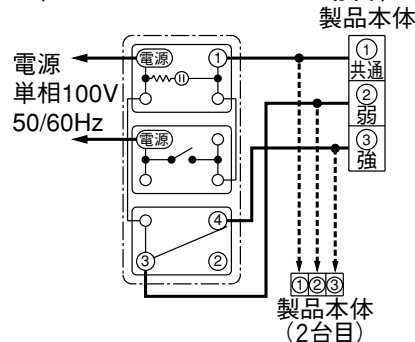 製品本体
電源
単相100V
50/60Hz
電源
①
①
共通
②
弱
③
強
電源
④
③
②
①②③
製品本体
（2台目）